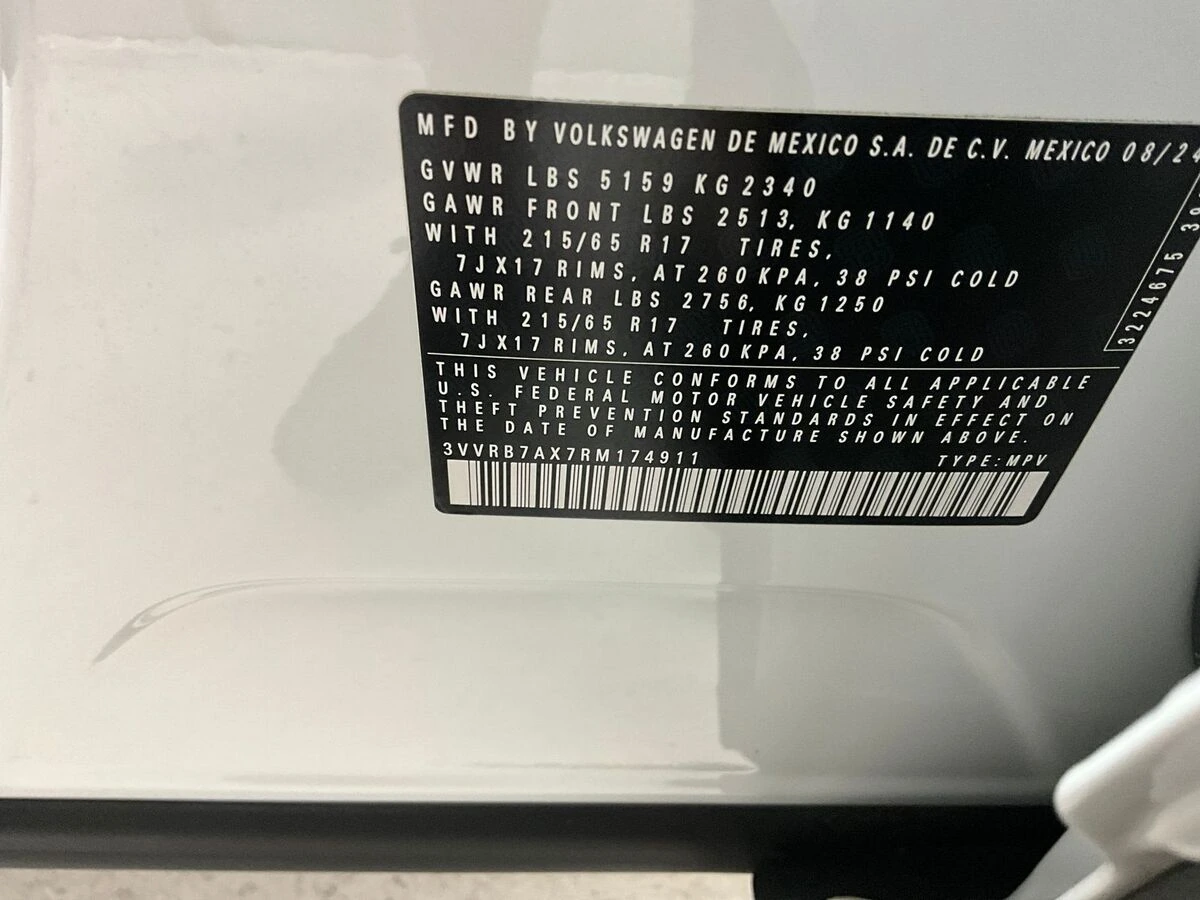 MFD BY VOLKSWAGEN DE MEXICO S.A. DE C.V. MEXICO 08/24
GVWR LBS 5159 KG 2340
GAWR FRONT LBS 2513, KG 1140
WITH 215/65 R17 TIRES,
7JX17 RIMS, AT 260 KPA, 38 PSI COLD
GAWR REAR LBS 2756, KG 1250
WITH 215/65 R17 TIRES,
7JX17 RIMS, AT 260 KPA, 38 PSI COLD
THIS VEHICLE CONFORMS TO ALL APPLICABLE
U.S. FEDERAL MOTOR VEHICLE SAFETY AND
THEFT PREVENTION STANDARDS IN EFFECT ON
THE DATE OF MANUFACTURE SHOWN ABOVE.
3VVRB7AX7RM174911 TYPE:MPV
3224675